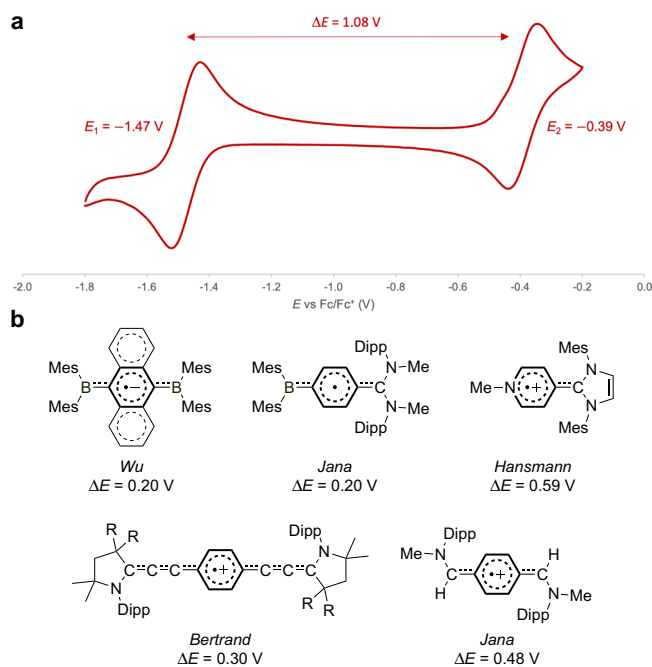 a
ΔE = 1.08 V
E₁ = −1.47 V
E₂ = −0.39 V
-2.0 -1.8 -1.6 -1.4 -1.2 -1.0 -0.8 -0.6 -0.4 -0.2 0.0
E vs Fc/Fc⁺ (V)
b
Mes B Mes •− Mes B Mes
Wu
ΔE = 0.20 V
Mes B Mes • C Dipp N Me N Me Dipp
Jana
ΔE = 0.20 V
Me N •+ C Mes N N Mes
Hansmann
ΔE = 0.59 V
R R N Dipp C C C •+ C C C Dipp N R R
Bertrand
ΔE = 0.30 V
Dipp Me N C H •+ H C N Me Dipp
Jana
ΔE = 0.48 V